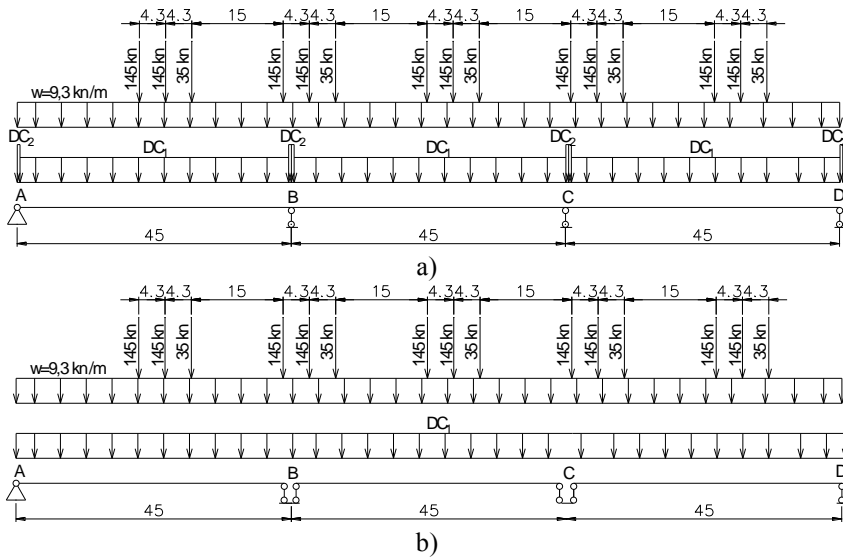 4.3 4.3 15 4.3 4.3 15 4.3 4.3 15 4.3 4.3 15 4.3 4.3
145 kn 145 kn 35 kn 145 kn 145 kn 35 kn 145 kn 145 kn 35 kn 145 kn 145 kn 35 kn 145 kn 145 kn 35 kn
w=9,3 kn/m
DC₂ DC₂ DC₂ DC
DC₁ DC₁ DC₁
A B C D
45 45 45
a)
4.3 4.3 15 4.3 4.3 15 4.3 4.3 15 4.3 4.3 15 4.3 4.3
145 kn 145 kn 35 kn 145 kn 145 kn 35 kn 145 kn 145 kn 35 kn 145 kn 145 kn 35 kn 145 kn 145 kn 35 kn
w=9,3 kn/m
DC₁
A B C D
45 45 45
b)